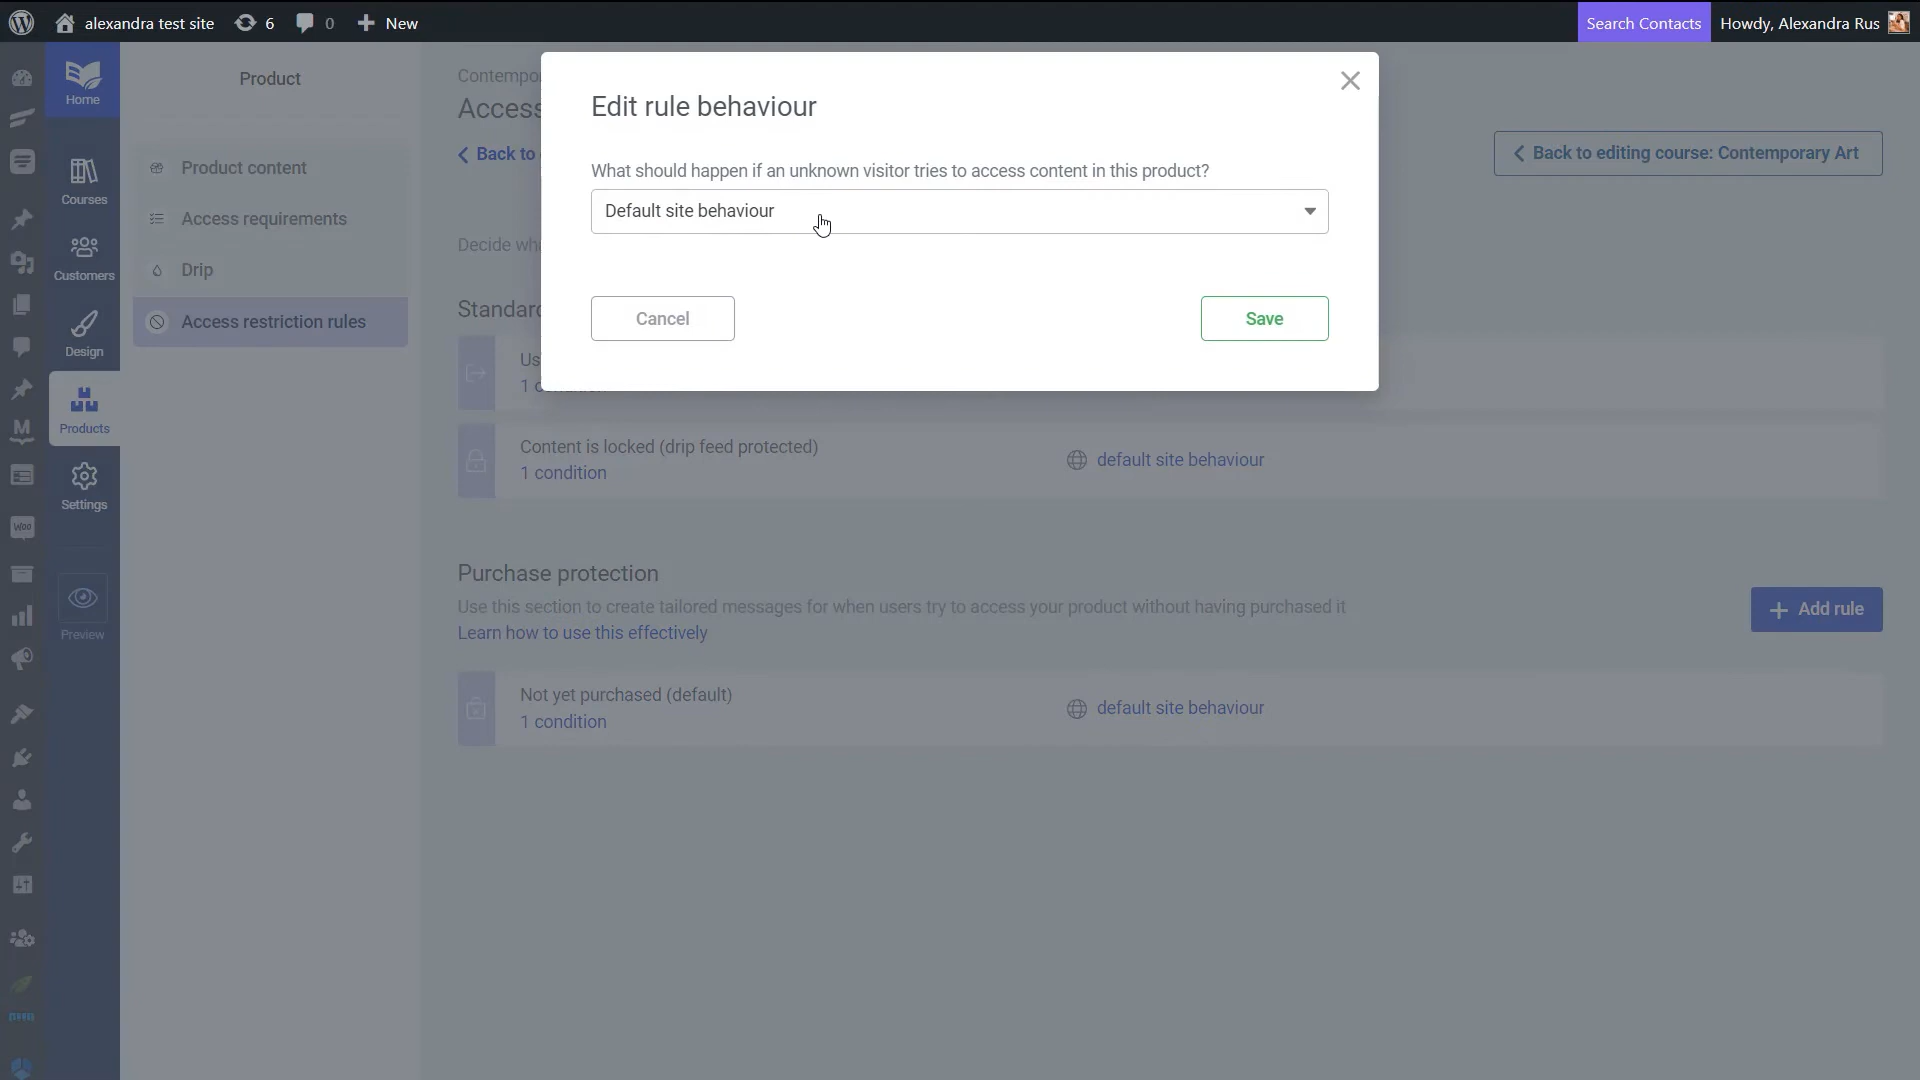 alexandra test site
6
0
New
Search Contacts
Howdy, Alexandra Rus
Home
Courses
Customers
Design
Products
Settings
Preview
Woo
M
Product
Product content
Access requirements
Drip
Access restriction rules
Contempo
Access
Back to
Back to editing course: Contemporary Art
Decide wh
Edit rule behaviour
What should happen if an unknown visitor tries to access content in this product?
Default site behaviour
Cancel
Save
Standard
Us
1 c
Content is locked (drip feed protected)
1 condition
default site behaviour
Purchase protection
Use this section to create tailored messages for when users try to access your product without having purchased it
Learn how to use this effectively
Add rule
Not yet purchased (default)
1 condition
default site behaviour